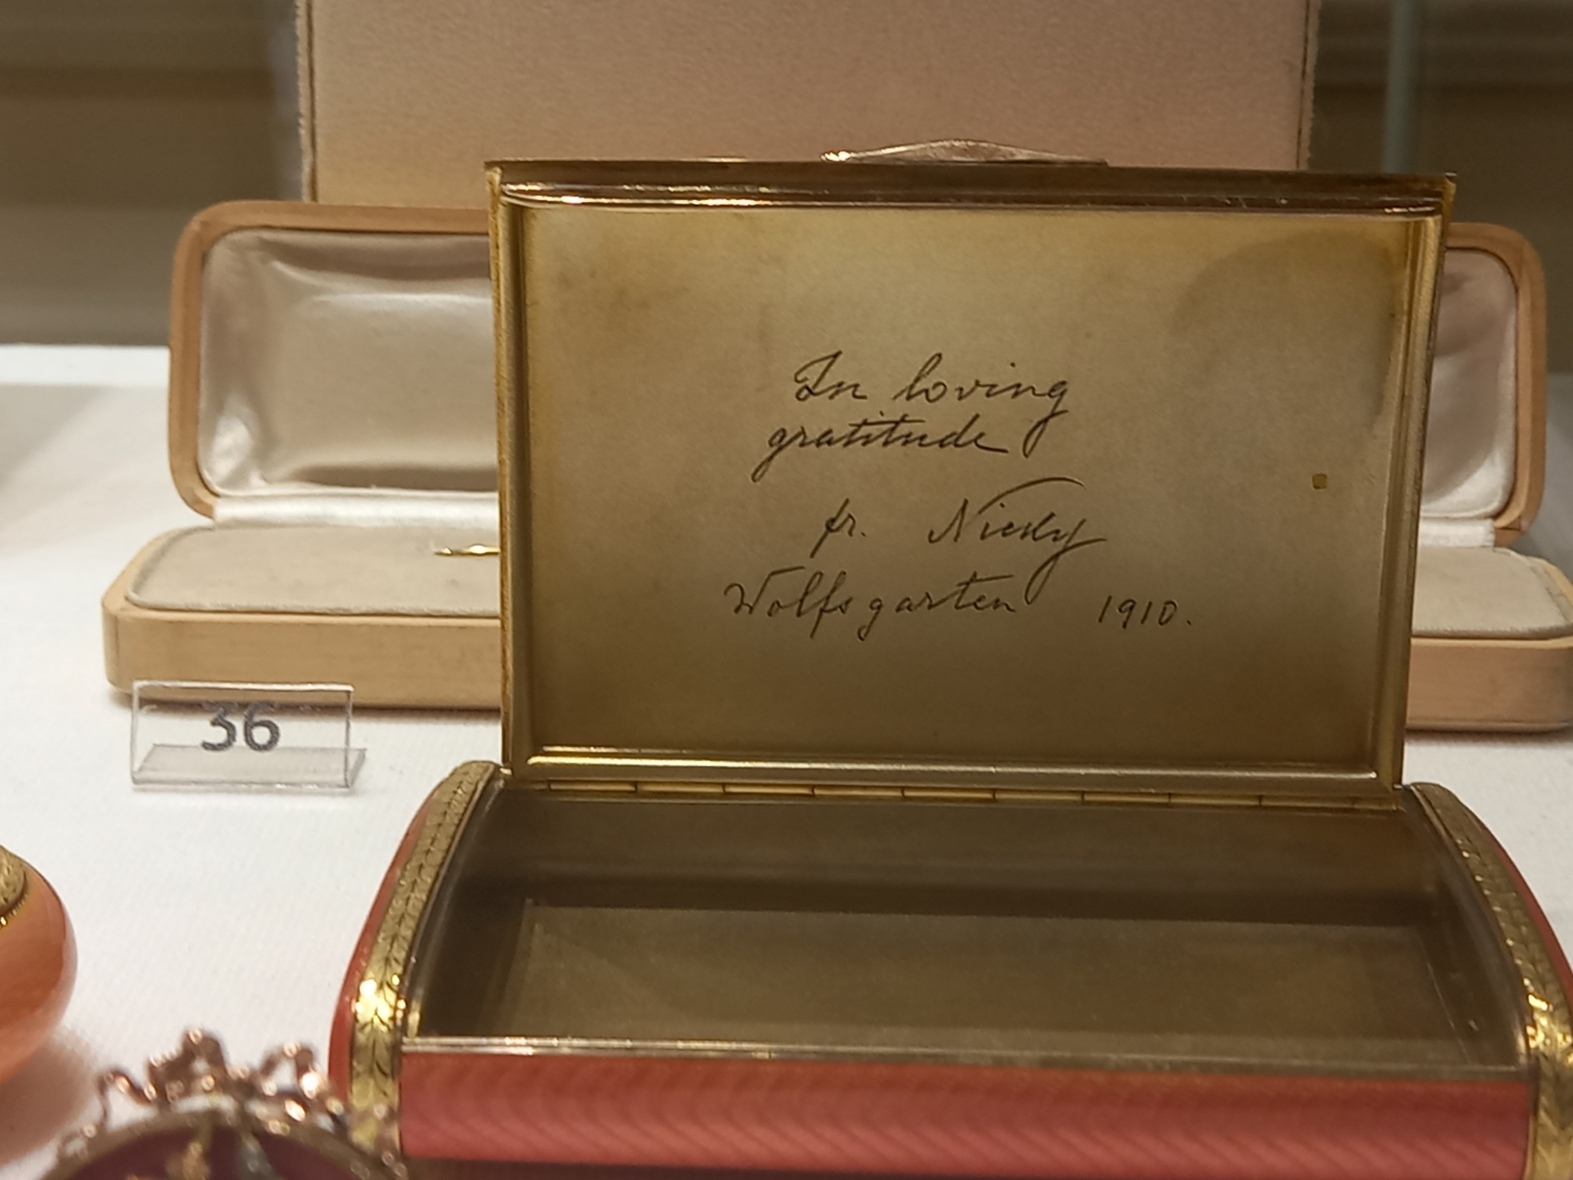 In loving
gratitude
fr. Nicky
Wolfsgarten 1910.
36